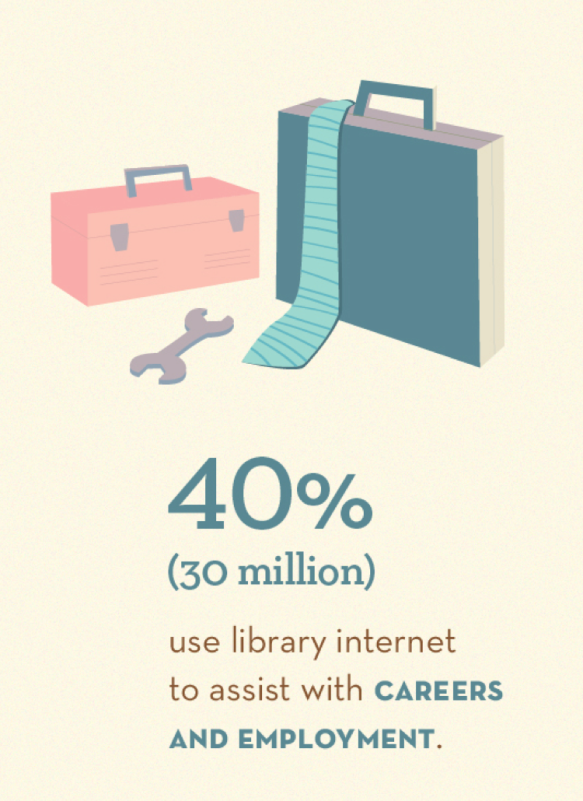 40%
(30 million)
use library internet
to assist with CAREERS
AND EMPLOYMENT.